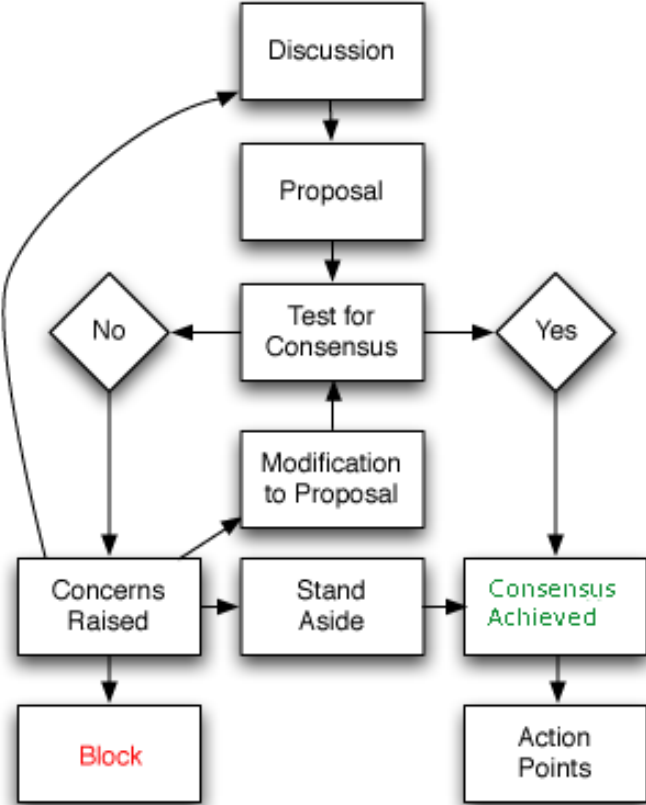 Discussion
Proposal
No
Test for
Consensus
Yes
Modification
to Proposal
Concerns
Raised
Stand
Aside
Consensus
Achieved
Block
Action
Points